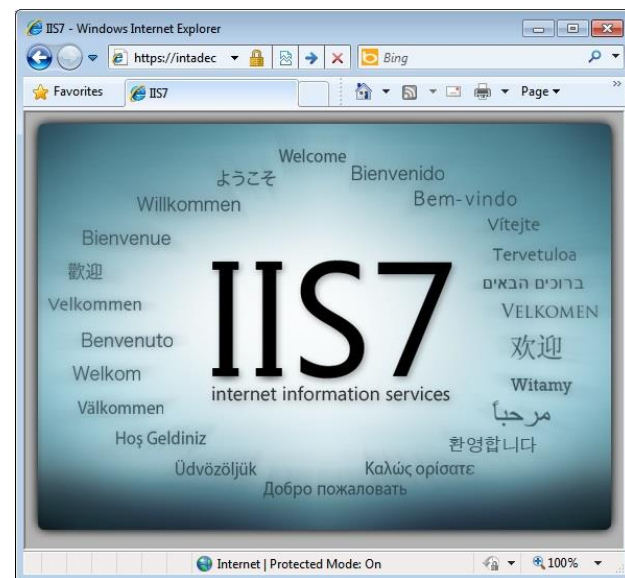 IIS7 - Windows Internet Explorer
https://intadec
Bing
Favorites
IIS7
Page
Welcome
ようこそ
Bienvenido
Willkommen
Bem-vindo
Vítejte
Bienvenue
Tervetuloa
歡迎
ברוכים הבאים
Velkommen
VELKOMEN
Benvenuto
欢迎
Welkom
Witamy
Välkommen
مرحباً
Hoş Geldiniz
환영합니다
Üdvözöljük
Καλώς ορίσατε
Добро пожаловать
IIS7
internet information services
Internet | Protected Mode: On
100%